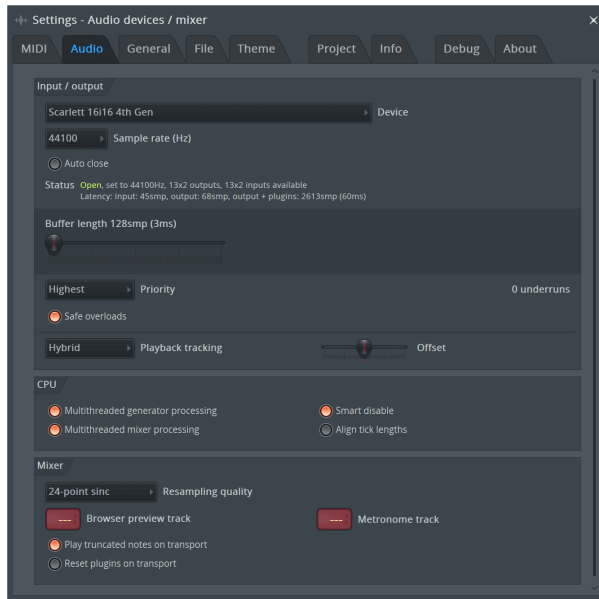 Settings - Audio devices / mixer
MIDI Audio General File Theme Project Info Debug About
Input / output
Scarlett 16i16 4th Gen Device
44100 Sample rate (Hz)
Auto close
Status Open, set to 44100Hz, 13x2 outputs, 13x2 inputs available
Latency: input: 45smp, output: 68smp, output + plugins: 2613smp (60ms)
Buffer length 128smp (3ms)
Highest Priority 0 underruns
Safe overloads
Hybrid Playback tracking Offset
CPU
Multithreaded generator processing Smart disable
Multithreaded mixer processing Align tick lengths
Mixer
24-point sinc Resampling quality
--- Browser preview track --- Metronome track
Play truncated notes on transport
Reset plugins on transport